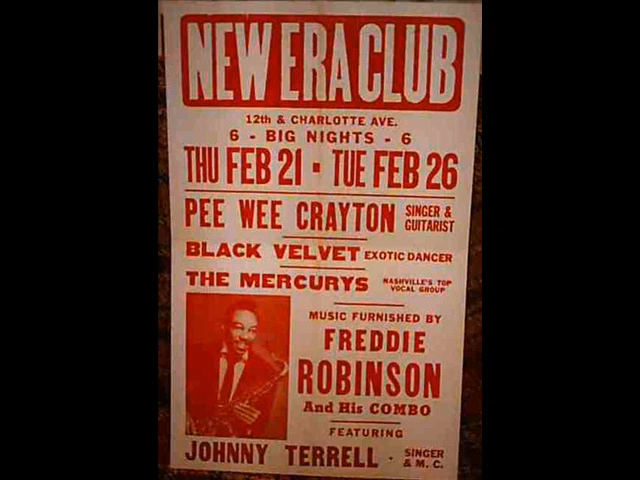 NEW ERA CLUB
12th & CHARLOTTE AVE.
6 - BIG NIGHTS - 6
THU FEB 21 - TUE FEB 26
PEE WEE CRAYTON SINGER & GUITARIST
BLACK VELVET EXOTIC DANCER
THE MERCURYS NASHVILLE'S TOP VOCAL GROUP
MUSIC FURNISHED BY
FREDDIE
ROBINSON
And His COMBO
FEATURING
JOHNNY TERRELL - SINGER & M. C.